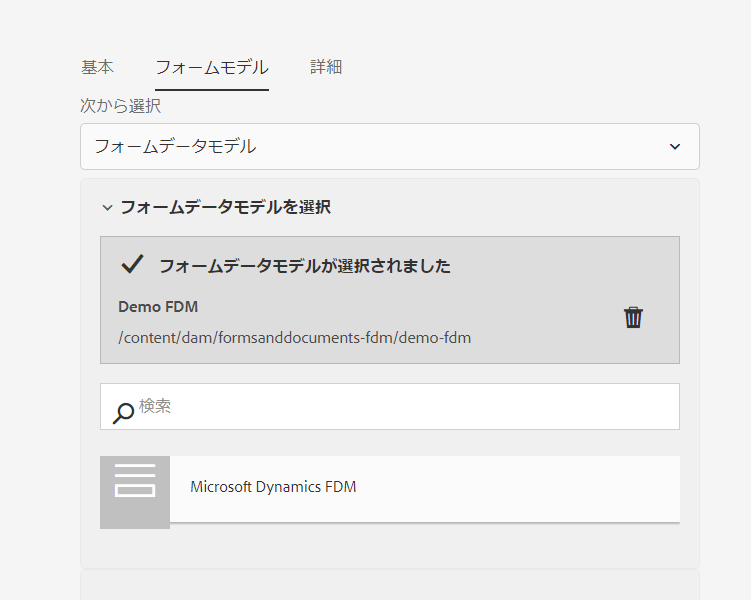 基本 フォームモデル 詳細
次から選択
フォームデータモデル
フォームデータモデルを選択
フォームデータモデルが選択されました
Demo FDM
/content/dam/formsanddocuments-fdm/demo-fdm
検索
Microsoft Dynamics FDM